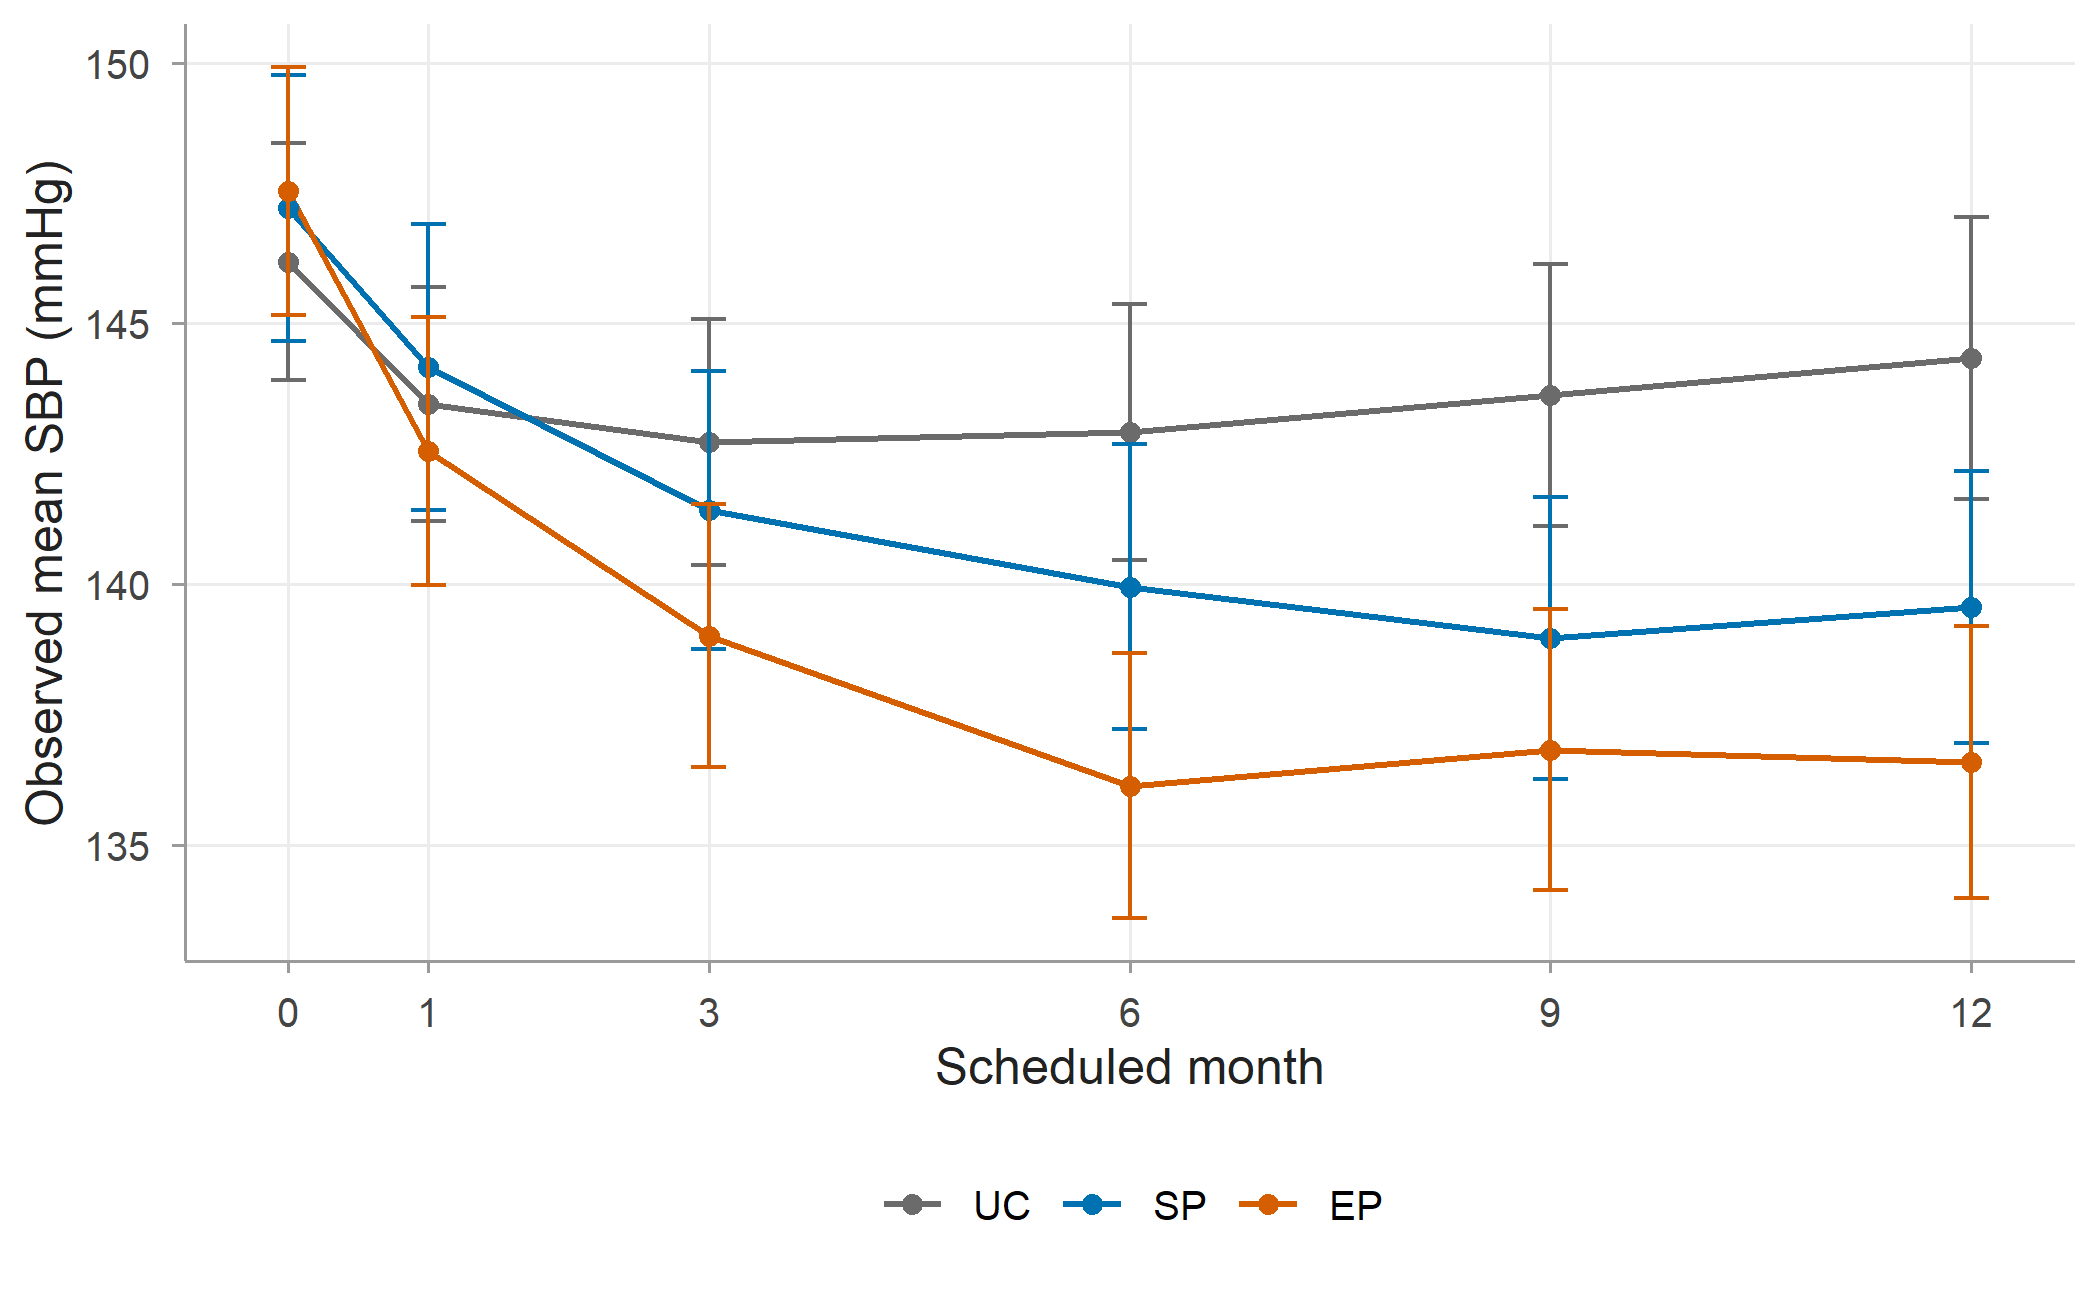 Observed mean SBP (mmHg)
150
145
140
135
0 1 3 6 9 12
Scheduled month
UC SP EP